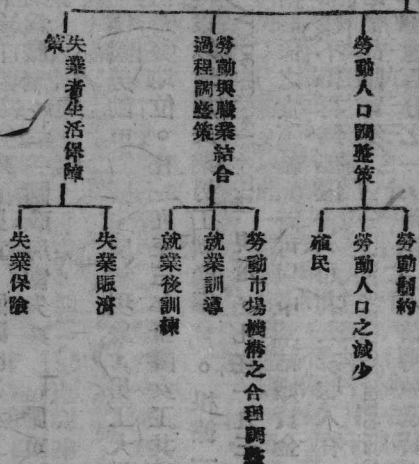 勞動人口調整策
勞動制約
勞動人口之減少
殖民
勞動與職業結合
過程調整策
勞動市場機構之合理調整
就業訓導
就業後訓練
失業者生活保障
策
失業賑濟
失業保險